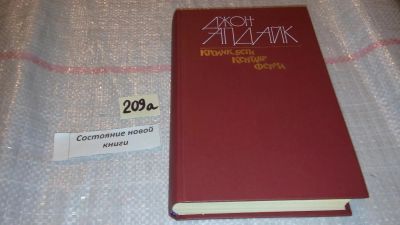 ДЖОН
АПДАЙК
КРОЛИК, БЕГИ
КЕНТАВР
ФЕРМА
209а
Состояние новой
книги